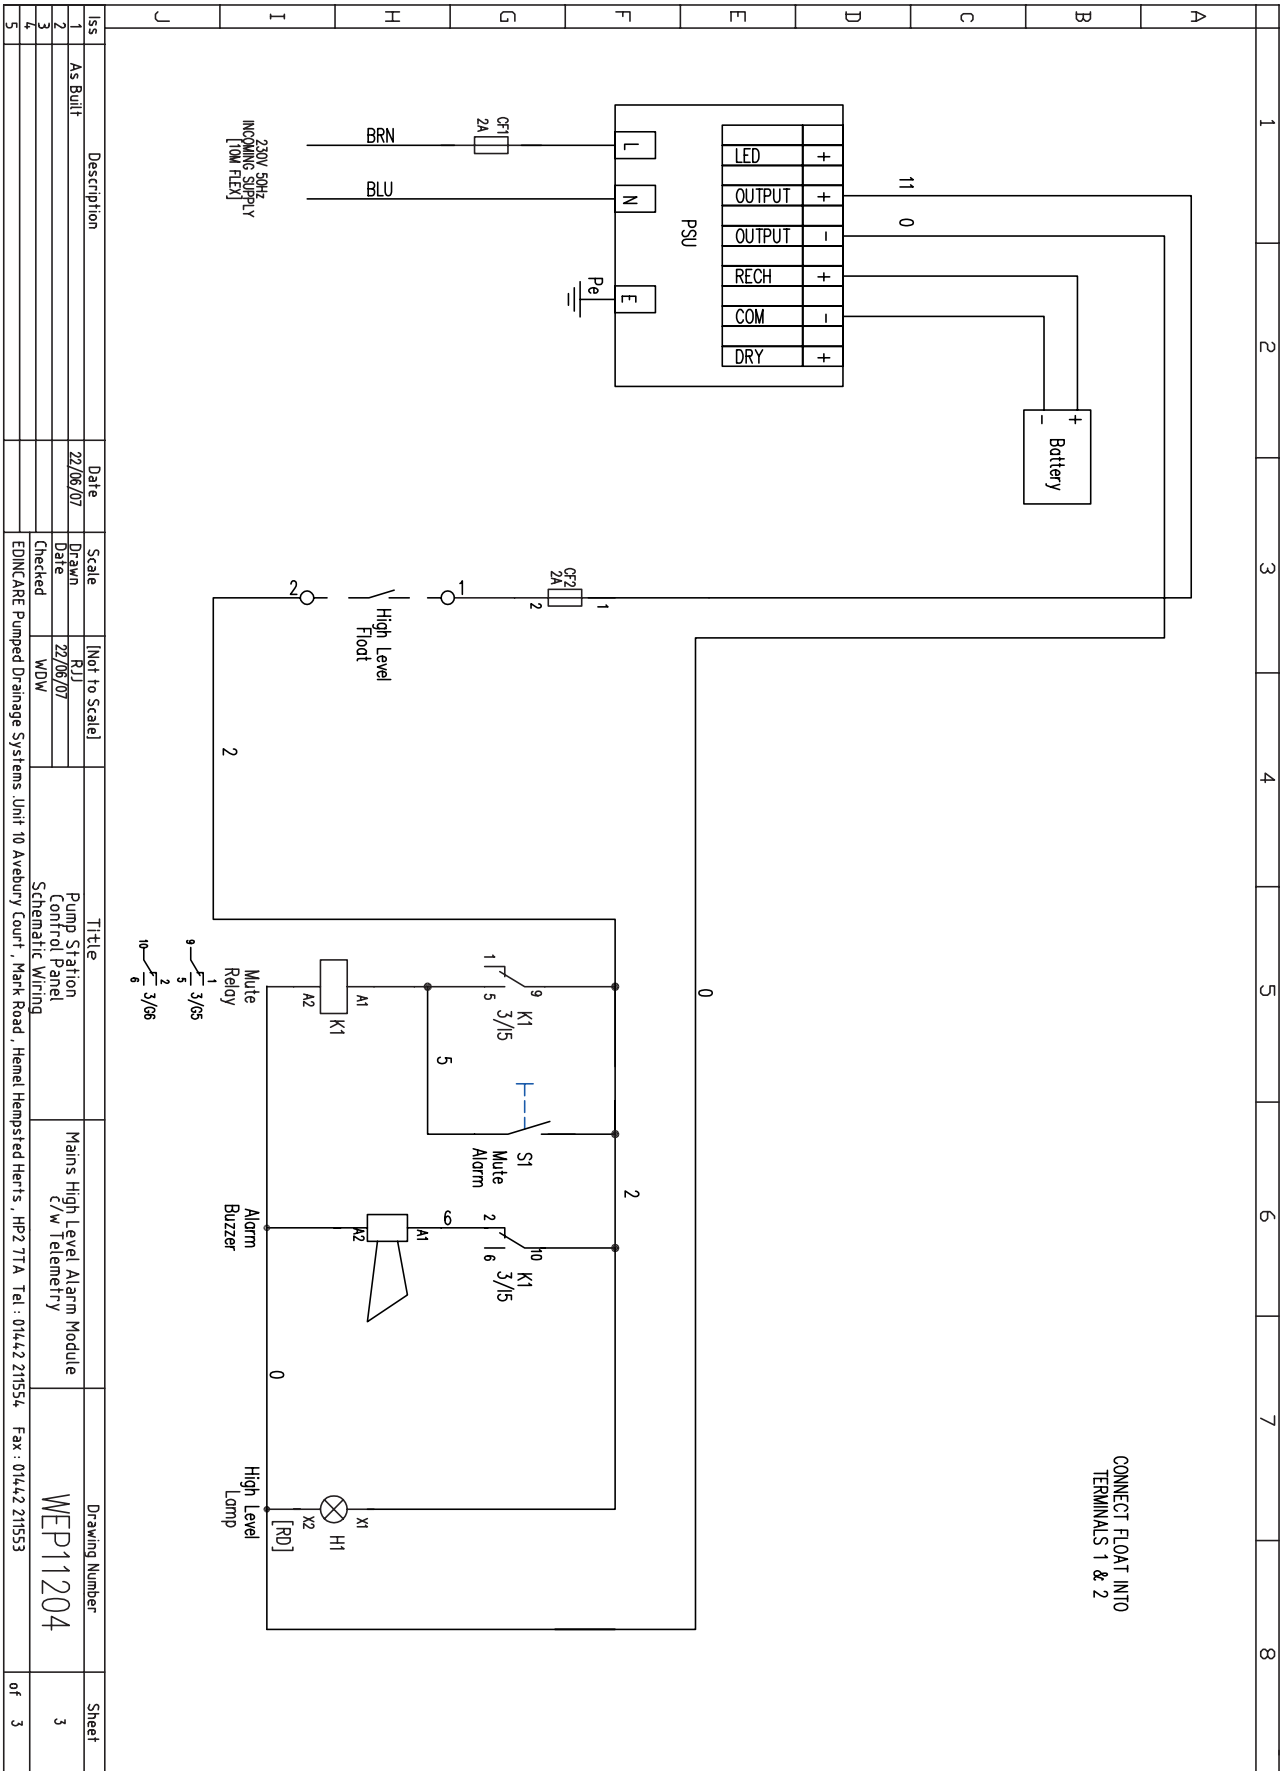 1
2
3
4
5
6
7
8
A
B
C
D
E
F
G
H
I
J
CONNECT FLOAT INTO
TERMINALS 1 & 2
11
0
+
-
Battery
LED +
OUTPUT +
OUTPUT -
RECH +
COM -
DRY +
PSU
L
N
E
Pe
CF1
2A
BRN
BLU
230V 50Hz
INCOMING SUPPLY
[10M FLEX]
CF2
2A
1
2
1
High Level
Float
2
2
0
2
K1
3/15
9
1
5
S1
Mute
Alarm
5
K1
3/15
10
2
6
6
A1
K1
A2
A1
A2
X1
H1
X2
[RD]
0
Mute
Relay
Alarm
Buzzer
High Level
Lamp
9
1
5
3/G5
10
2
6
3/G6
Iss Description Date Scale [Not to Scale] Title Drawing Number Sheet
1 As Built 22/06/07 Drawn RJJ
2 Date 22/06/07
3 Checked WDW
4
5
Pump Station
Control Panel
Schematic Wiring
Mains High Level Alarm Module
c/w Telemetry
WEP11204
3
of 3
EDINCARE Pumped Drainage Systems .Unit 10 Avebury Court , Mark Road , Hemel Hempsted Herts , HP2 7TA Tel : 01442 211554 Fax : 01442 211553